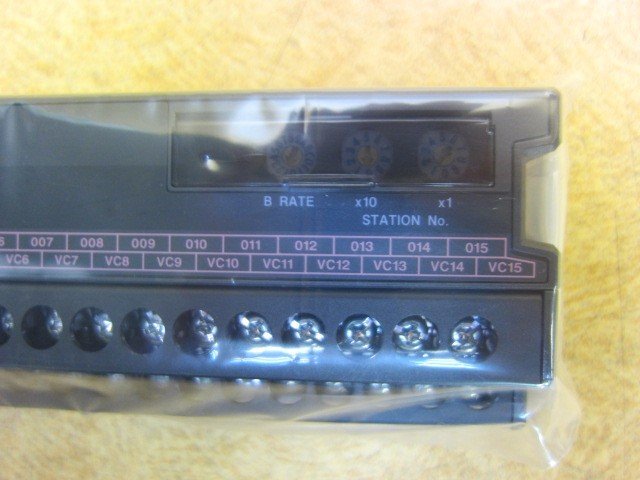 B RATE x10 x1
STATION No.
007 008 009 010 011 012 013 014 015
VC6 VC7 VC8 VC9 VC10 VC11 VC12 VC13 VC14 VC15